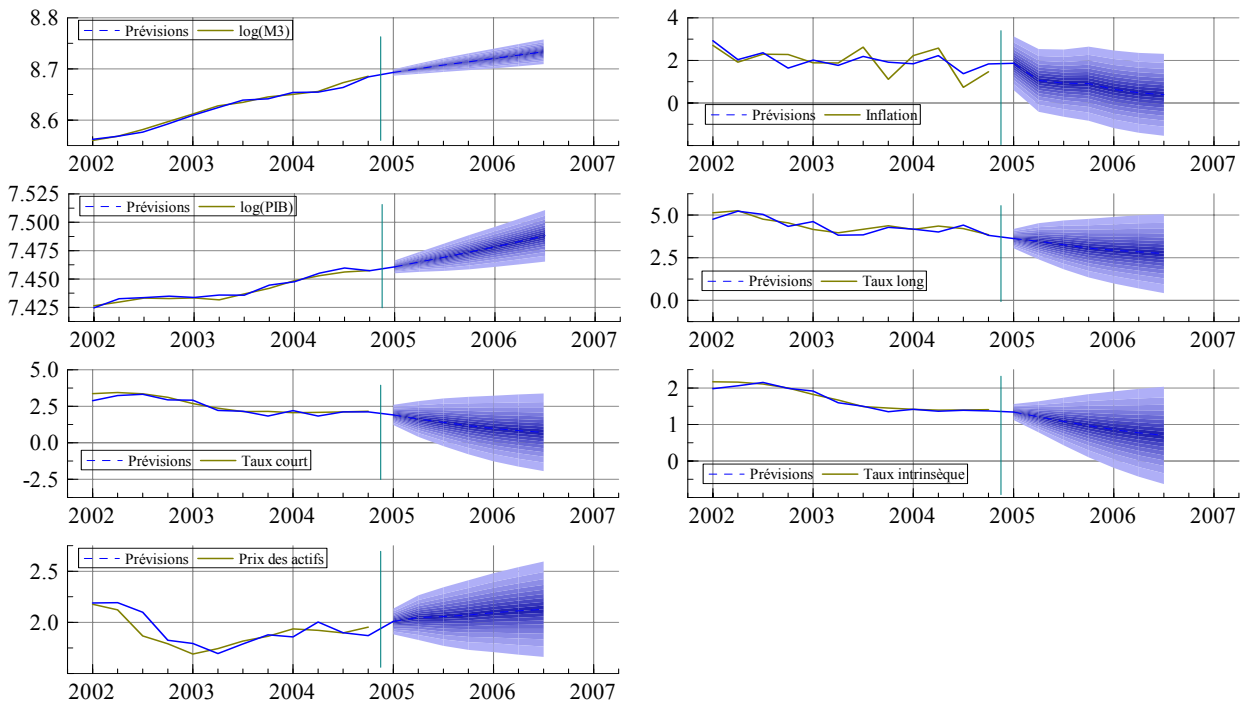 8.8
8.7
8.6
Prévisions log(M3)
2002 2003 2004 2005 2006 2007
4
2
0
Prévisions Inflation
2002 2003 2004 2005 2006 2007
7.525
7.500
7.475
7.450
7.425
Prévisions log(PIB)
2002 2003 2004 2005 2006 2007
5.0
2.5
0.0
Prévisions Taux long
2002 2003 2004 2005 2006 2007
5.0
2.5
0.0
-2.5
Prévisions Taux court
2002 2003 2004 2005 2006 2007
2
1
0
Prévisions Taux intrinsèque
2002 2003 2004 2005 2006 2007
2.5
2.0
Prévisions Prix des actifs
2002 2003 2004 2005 2006 2007